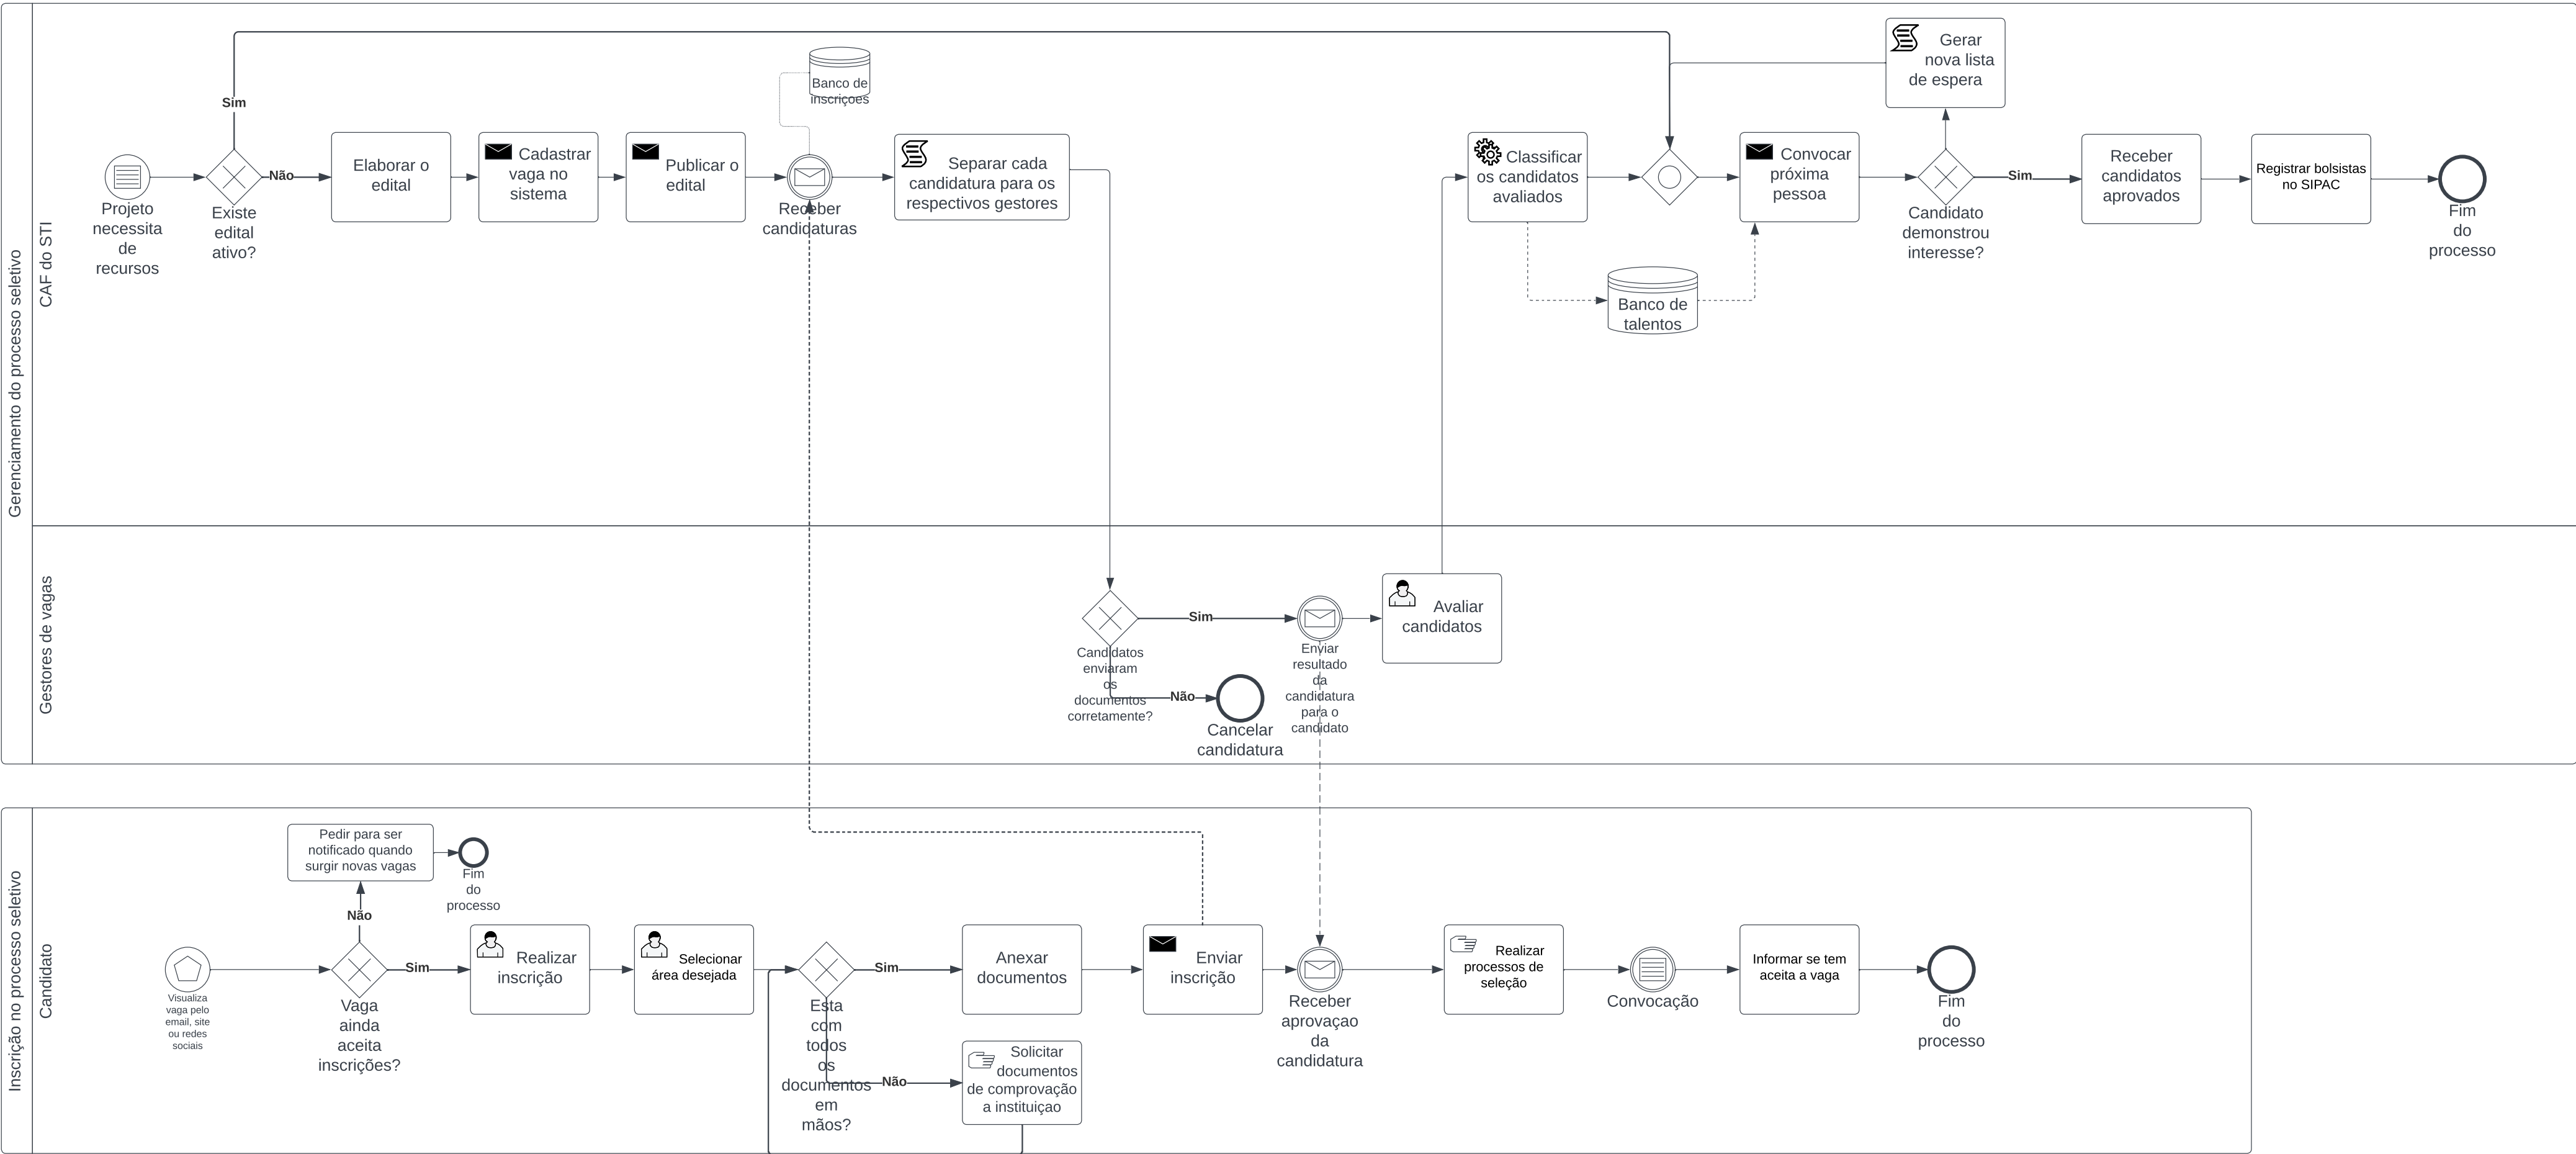 Gerenciamento do processo seletivo
CAF do STI
Projeto
necessita
de
recursos
Sim
Não
Existe
edital
ativo?
Elaborar o
edital
Cadastrar
vaga no
sistema
Publicar o
edital
Banco de
inscriçoes
Receber
candidaturas
Separar cada
candidatura para os
respectivos gestores
Classificar
os candidatos
avaliados
Banco de
talentos
Convocar
próxima
pessoa
Gerar
nova lista
de espera
Candidato
demonstrou
interesse?
Sim
Receber
candidatos
aprovados
Registrar bolsistas
no SIPAC
Fim
do
processo
Gestores de vagas
Candidatos
enviaram
os
documentos
corretamente?
Sim
Não
Cancelar
candidatura
Enviar
resultado
da
candidatura
para o
candidato
Avaliar
candidatos
Inscrição no processo seletivo
Candidato
Visualiza
vaga pelo
email, site
ou redes
sociais
Pedir para ser
notificado quando
surgir novas vagas
Fim
do
processo
Não
Sim
Vaga
ainda
aceita
inscrições?
Realizar
inscrição
Selecionar
área desejada
Esta
com
todos
os
documentos
em
mãos?
Sim
Não
Anexar
documentos
Solicitar
documentos
de comprovação
a instituiçao
Enviar
inscrição
Receber
aprovaçao
da
candidatura
Realizar
processos de
seleção
Convocação
Informar se tem
aceita a vaga
Fim
do
processo